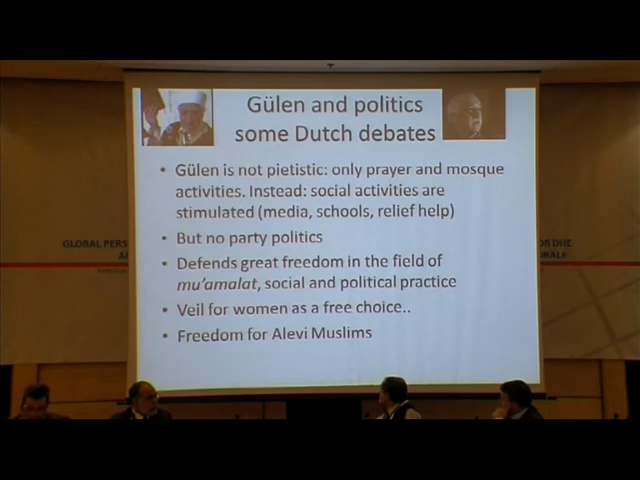 Gülen and politics
some Dutch debates
• Gülen is not pietistic: only prayer and mosque
activities. Instead: social activities are
stimulated (media, schools, relief help)
• But no party politics
• Defends great freedom in the field of
mu'amalat, social and political practice
• Veil for women as a free choice..
• Freedom for Alevi Muslims
GLOBAL PERS
OR DHE